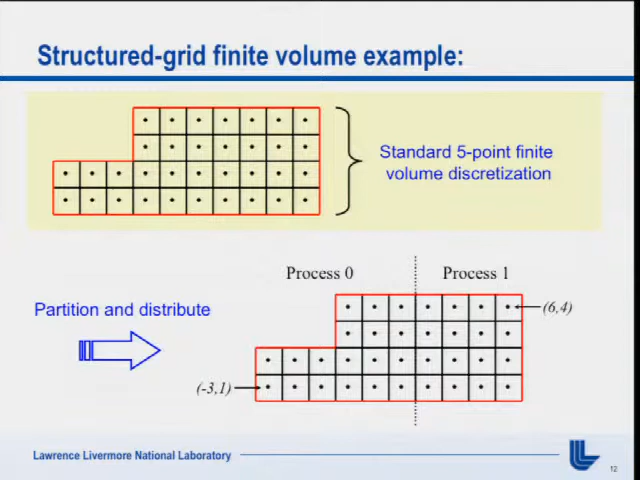 Structured-grid finite volume example:
Standard 5-point finite
volume discretization
Process 0
Process 1
Partition and distribute
(6,4)
(-3,1)
Lawrence Livermore National Laboratory
12